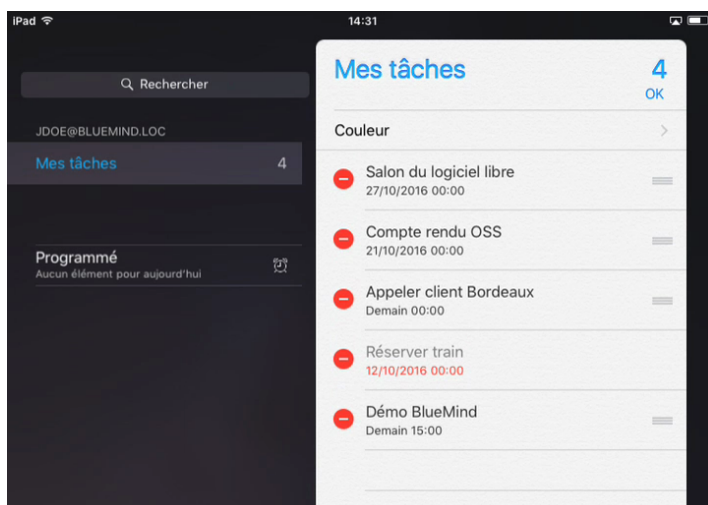 iPad 14:31
Rechercher
JDOE@BLUEMIND.LOC
Mes tâches 4
Programmé
Aucun élément pour aujourd'hui
Mes tâches 4
OK
Couleur
Salon du logiciel libre
27/10/2016 00:00
Compte rendu OSS
21/10/2016 00:00
Appeler client Bordeaux
Demain 00:00
Réserver train
12/10/2016 00:00
Démo BlueMind
Demain 15:00